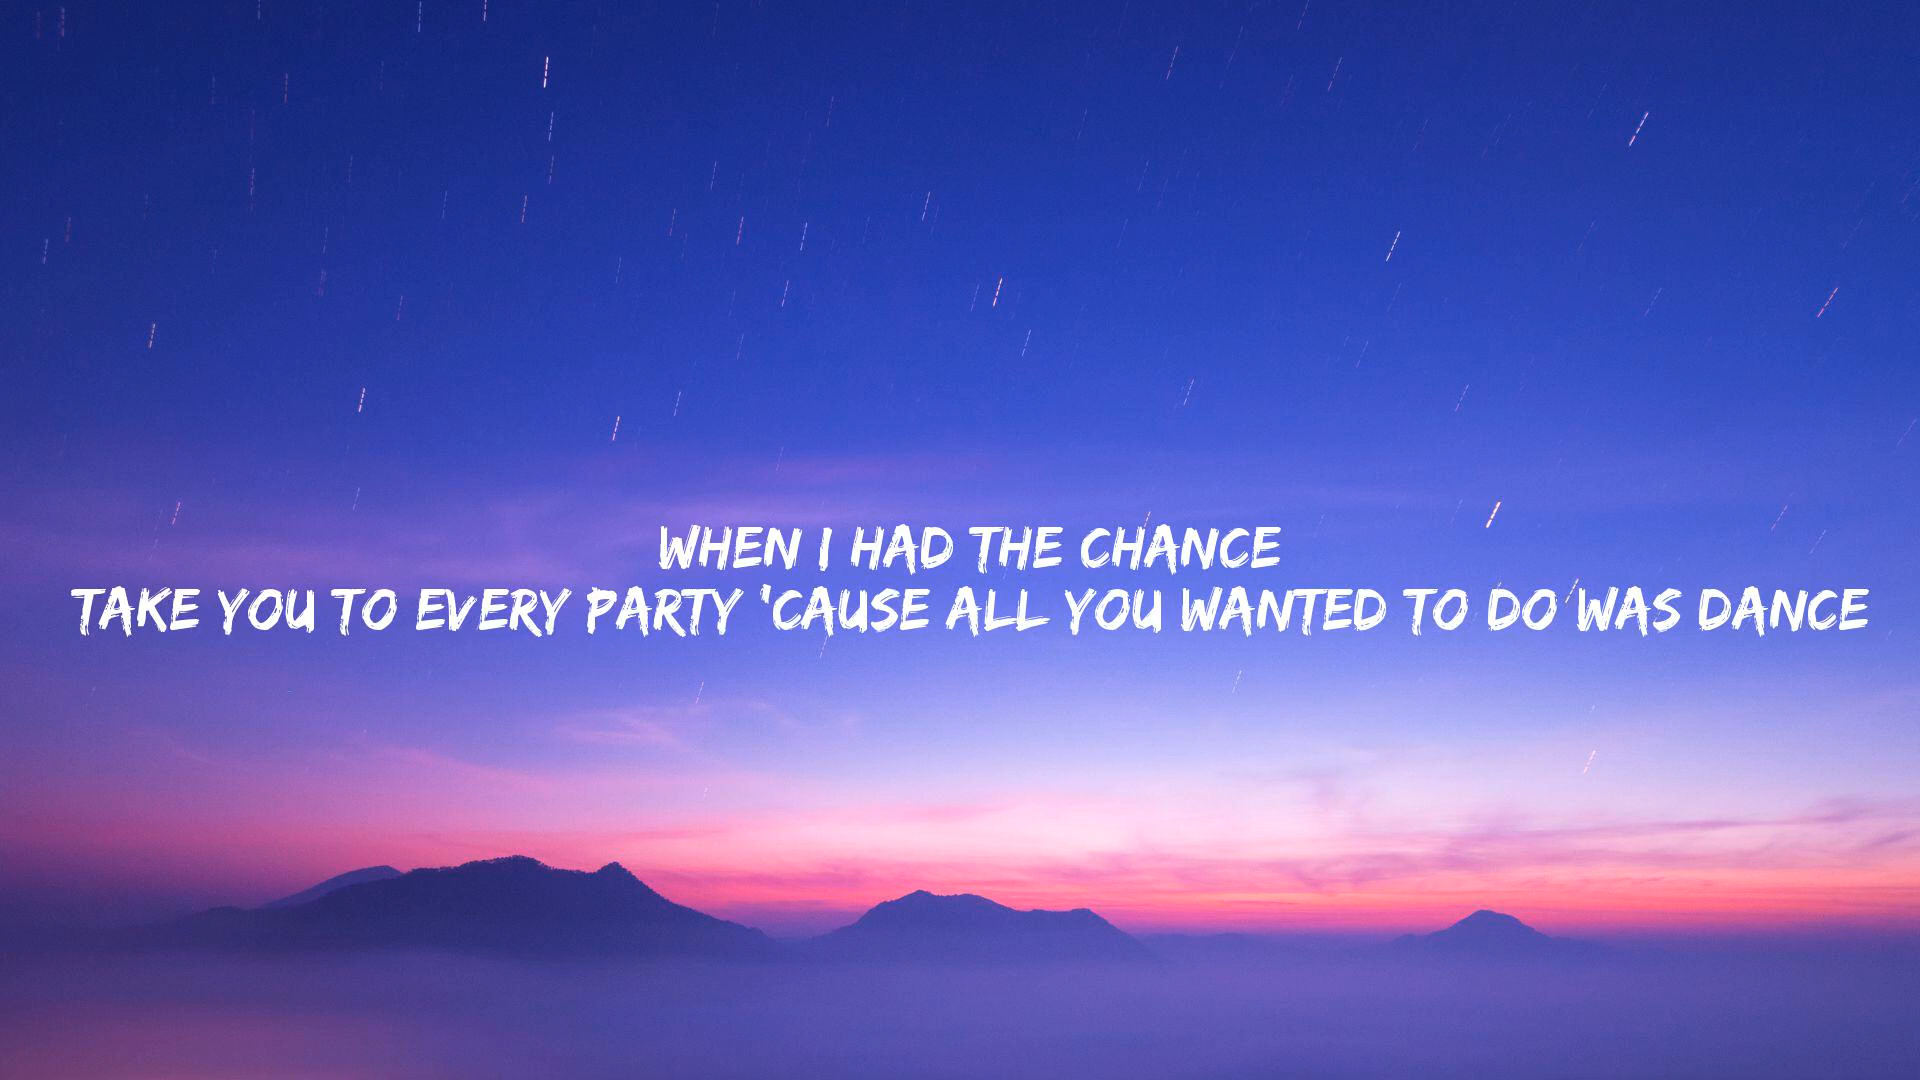 WHEN I HAD THE CHANCE
TAKE YOU TO EVERY PARTY 'CAUSE ALL YOU WANTED TO DO WAS DANCE